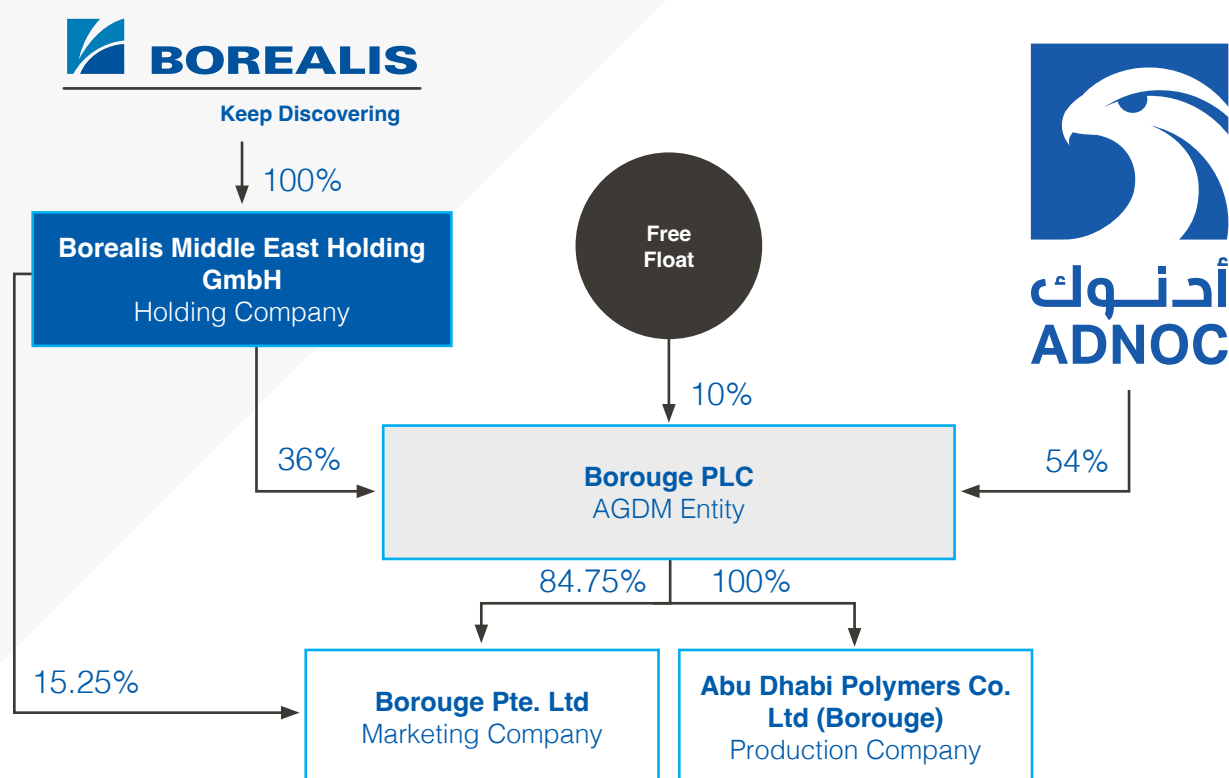 BOREALIS
Keep Discovering
100%
Borealis Middle East Holding
GmbH
Holding Company
Free
Float
أدنوك
ADNOC
10%
36%
54%
Borouge PLC
AGDM Entity
84.75%
100%
15.25%
Borouge Pte. Ltd
Marketing Company
Abu Dhabi Polymers Co.
Ltd (Borouge)
Production Company